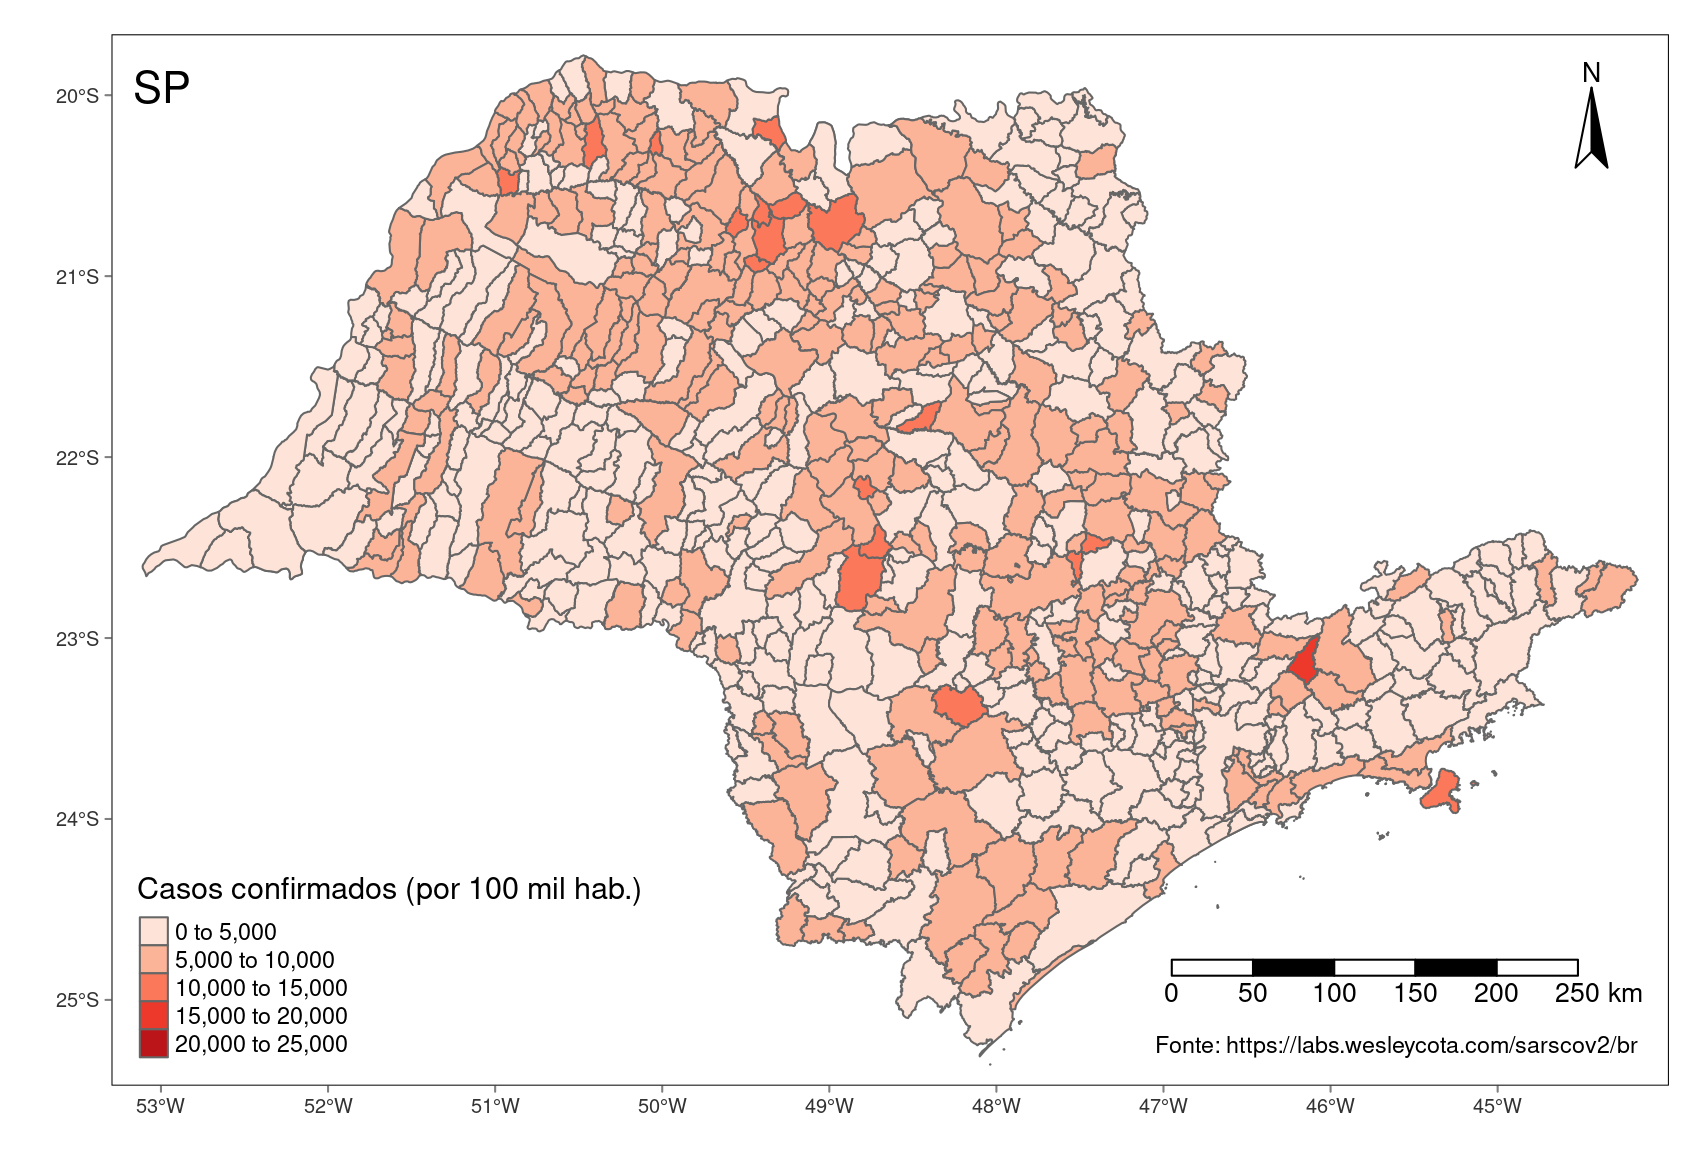 SP
N
20°S
21°S
22°S
23°S
24°S
25°S
Casos confirmados (por 100 mil hab.)
0 to 5,000
5,000 to 10,000
10,000 to 15,000
15,000 to 20,000
20,000 to 25,000
0 50 100 150 200 250 km
Fonte: https://labs.wesleycota.com/sarscov2/br
53°W 52°W 51°W 50°W 49°W 48°W 47°W 46°W 45°W